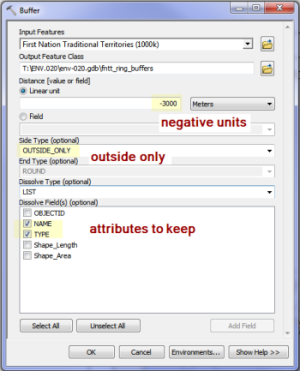 Buffer
Input Features
First Nation Traditional Territories (1000k)
Output Feature Class
T:\ENV.020\env-020.gdb\fntt_ring_buffers
Distance [value or field]
Linear unit
-3000 Meters
negative units
Field
Side Type (optional)
OUTSIDE_ONLY
outside only
End Type (optional)
ROUND
Dissolve Type (optional)
LIST
Dissolve Field(s) (optional)
OBJECTID
NAME
attributes to keep
TYPE
Shape_Length
Shape_Area
Select All Unselect All Add Field
OK Cancel Environments... Show Help >>